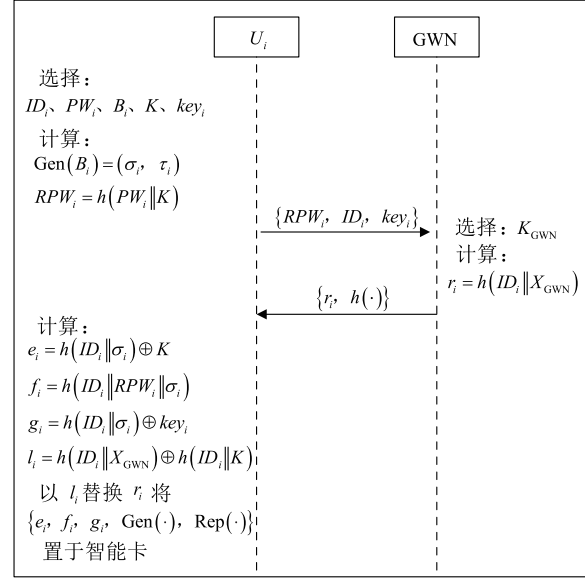 U_i
GWN
选择：
ID_i、PW_i、B_i、K、key_i
计算：
Gen(B_i)=(σ_i， τ_i)
RPW_i=h(PW_i‖K)
{RPW_i，ID_i，key_i}
选择：K_GWN
计算：
r_i=h(ID_i‖X_GWN)
{r_i，h(·)}
计算：
e_i=h(ID_i‖σ_i)⊕K
f_i=h(ID_i‖RPW_i‖σ_i)
g_i=h(ID_i‖σ_i)⊕key_i
l_i=h(ID_i‖X_GWN)⊕h(ID_i‖K)
以 l_i替换 r_i 将
{e_i，f_i，g_i，Gen(·)，Rep(·)}
置于智能卡